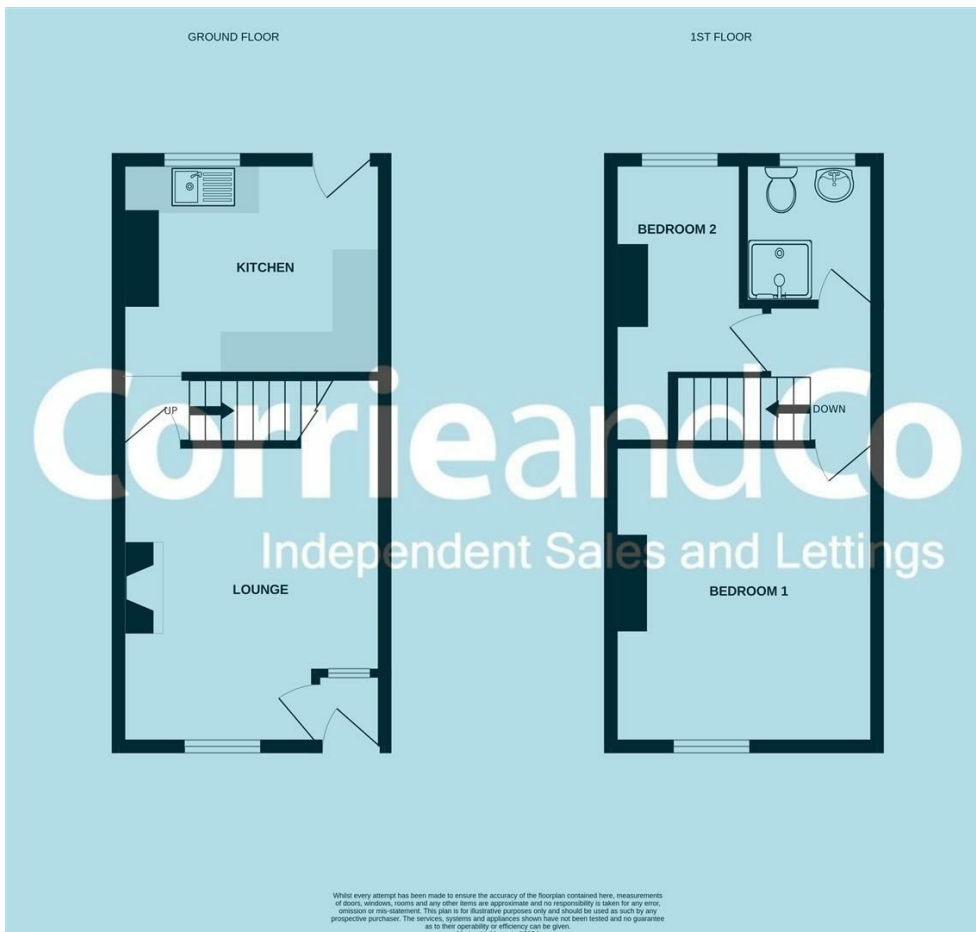 GROUND FLOOR
1ST FLOOR
KITCHEN
BEDROOM 2
UP
DOWN
CorrieandCo
Independent Sales and Lettings
LOUNGE
BEDROOM 1
Whilst every attempt has been made to ensure the accuracy of the floorplan contained here, measurements
of doors, windows, rooms and any other items are approximate and no responsibility is taken for any error,
omission or mis-statement. This plan is for illustrative purposes only and should be used as such by any
prospective purchaser. The services, systems and appliances shown have not been tested and no guarantee
as to their operability or efficiency can be given.